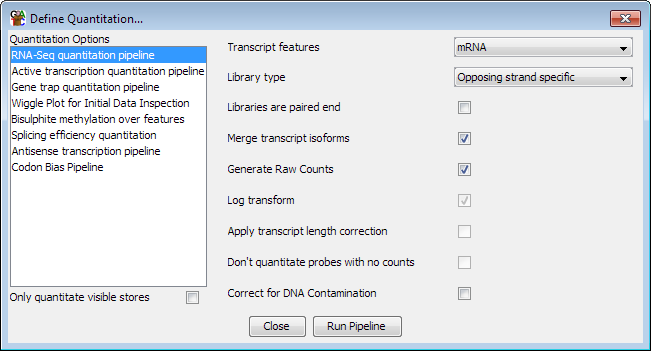 Define Quantitation...
Quantitation Options
RNA-Seq quantitation pipeline
Active transcription quantitation pipeline
Gene trap quantitation pipeline
Wiggle Plot for Initial Data Inspection
Bisulphite methylation over features
Splicing efficiency quantitation
Antisense transcription pipeline
Codon Bias Pipeline
Only quantitate visible stores
Transcript features mRNA
Library type Opposing strand specific
Libraries are paired end
Merge transcript isoforms
Generate Raw Counts
Log transform
Apply transcript length correction
Don't quantitate probes with no counts
Correct for DNA Contamination
Close Run Pipeline